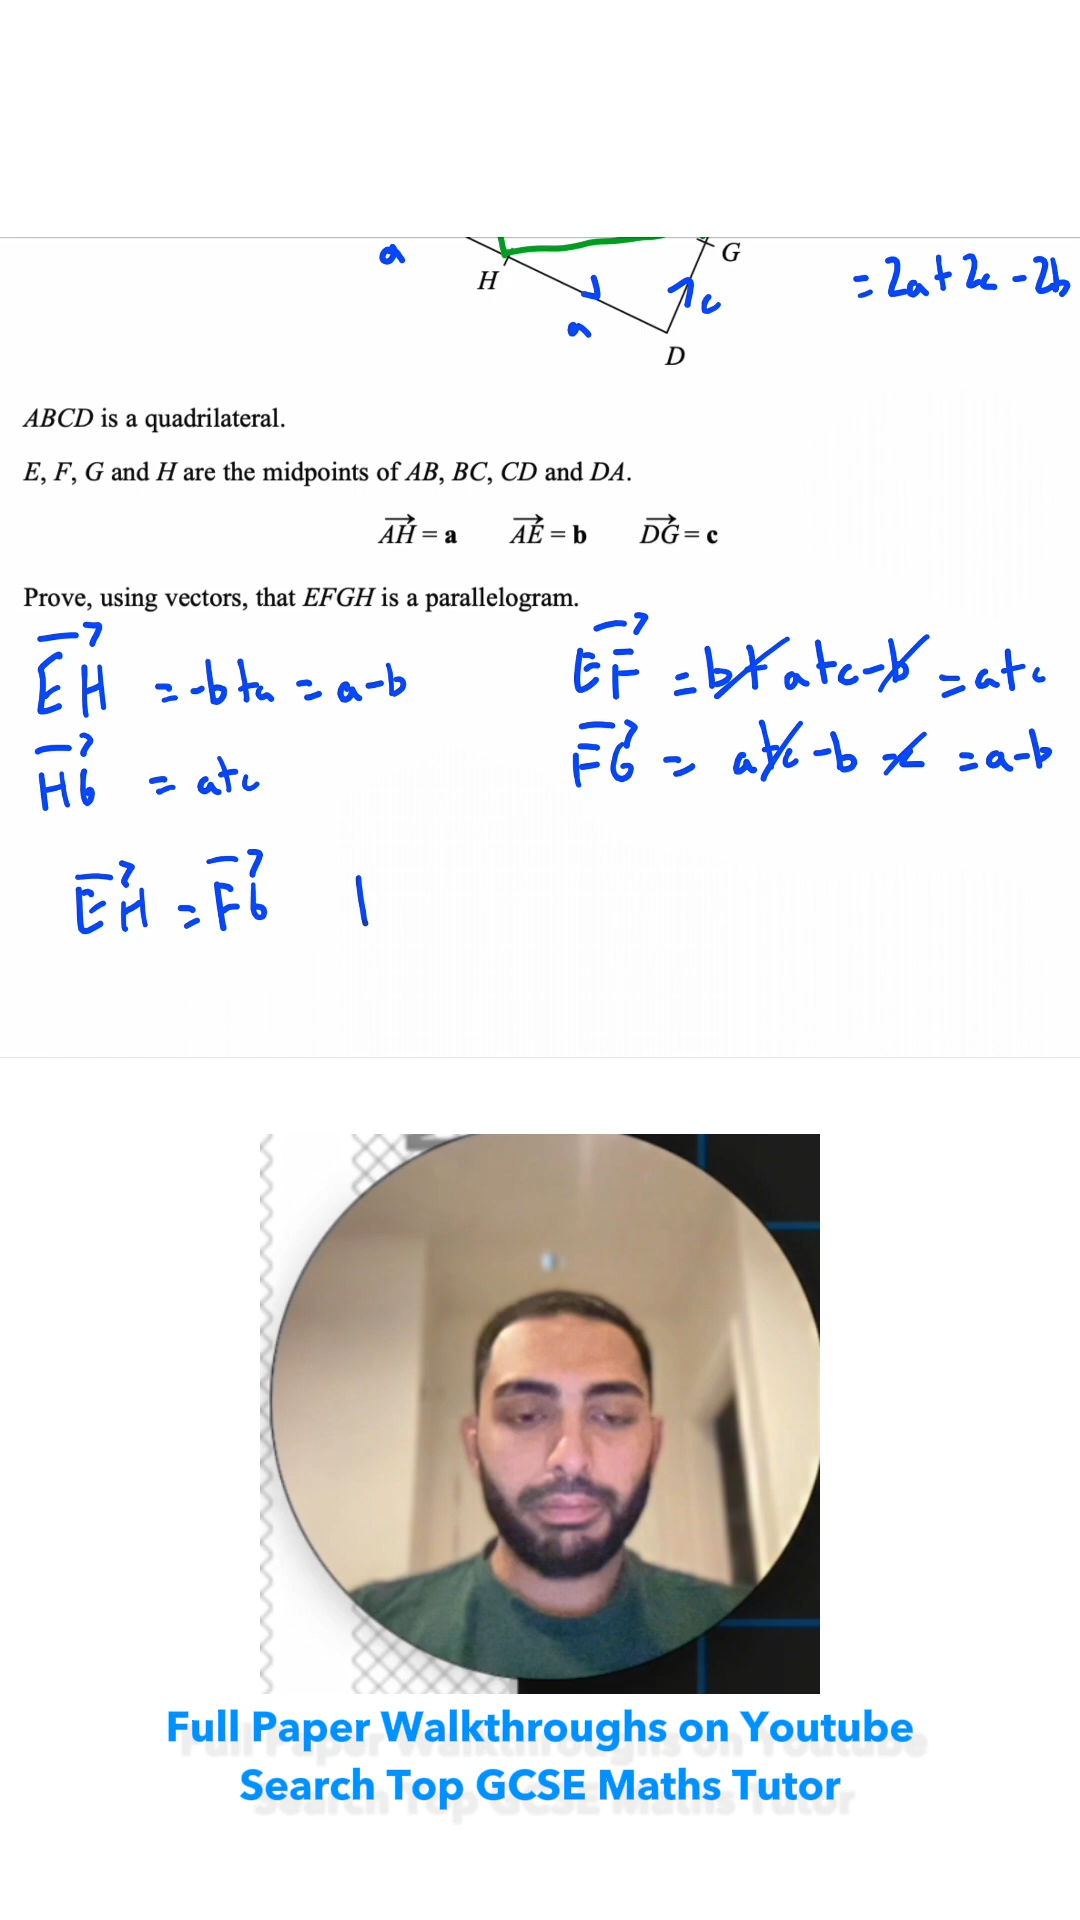 a
H
G
= 2a + 2c - 2b
c
a
D
ABCD is a quadrilateral.
E, F, G and H are the midpoints of AB, BC, CD and DA.
AH = a AE = b DG = c
Prove, using vectors, that EFGH is a parallelogram.
EH = -b+a = a-b
EF = b+a+c-b = a+c
HG = a+c
FG = a+c-b-c = a-b
EH = FG |
Full Paper Walkthroughs on Youtube
Search Top GCSE Maths Tutor